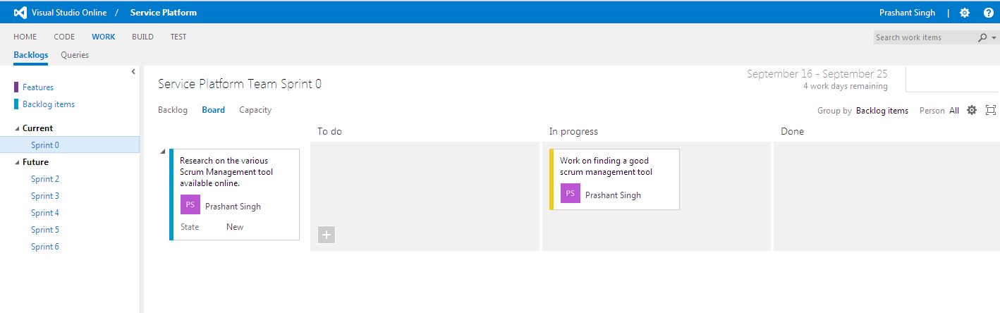 Visual Studio Online / Service Platform
Prashant Singh | ?
HOME CODE WORK BUILD TEST
Search work items
Backlogs Queries
Features
Backlog items
Current
Sprint 0
Future
Sprint 2
Sprint 3
Sprint 4
Sprint 5
Sprint 6
Service Platform Team Sprint 0
September 16 - September 25
4 work days remaining
Backlog Board Capacity
Group by Backlog items Person All
To do In progress Done
Research on the various
Scrum Management tool
available online.
PS Prashant Singh
State New
Work on finding a good
scrum management tool
PS Prashant Singh